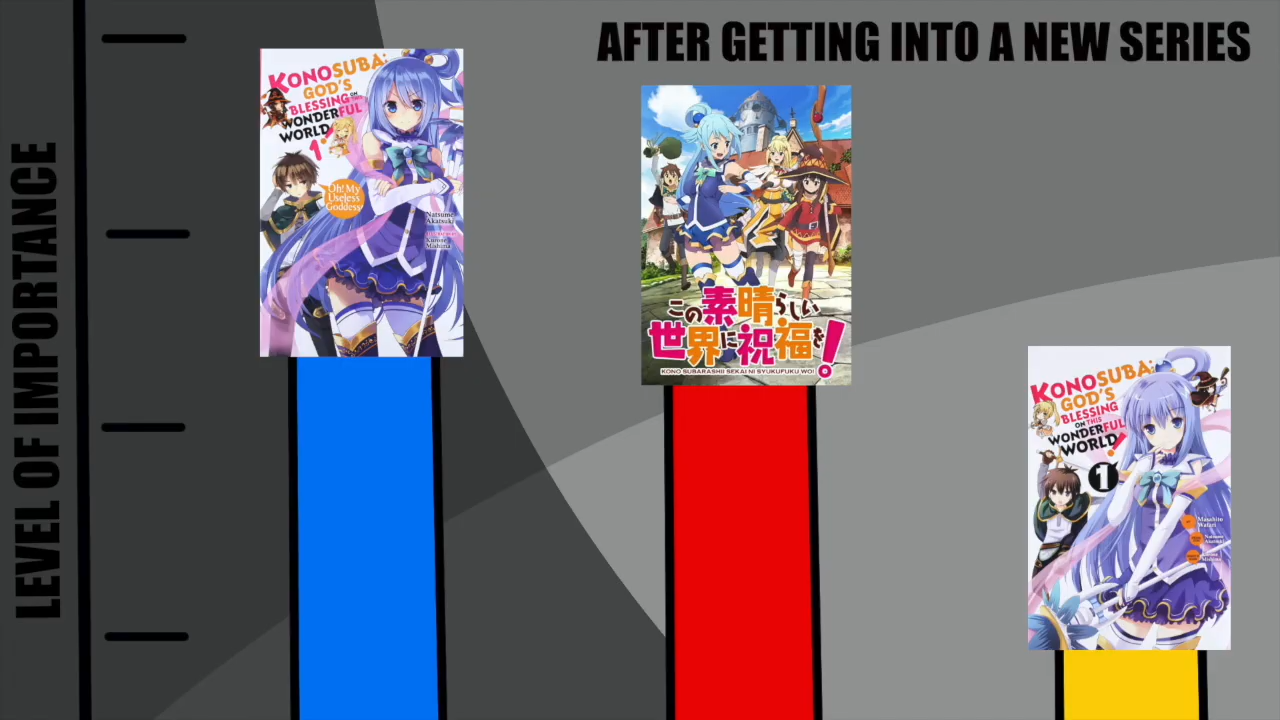 AFTER GETTING INTO A NEW SERIES
LEVEL OF IMPORTANCE
KONOSUBA:
GOD'S
BLESSING ON THIS
WONDERFUL
WORLD!
1
Oh! My
Useless
Goddess!
Natsume
Akatsuki
Kurone
Mishima
この素晴らしい
世界に祝福を!
KONO SUBARASHII SEKAI NI SYUKUFUKU WO!
KONOSUBA:
GOD'S
BLESSING
ON THIS
WONDERFUL
WORLD!
1
Masahito
Watari
Natsume
Akatsuki
Kurone
Mishima